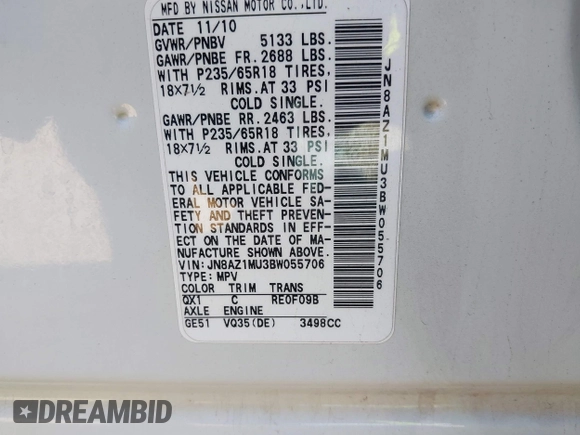 MFD BY NISSAN MOTOR CO.,LTD.
DATE 11/10
GVWR/PNBV 5133 LBS.
GAWR/PNBE FR. 2688 LBS.
WITH P235/65R18 TIRES,
18X7½ RIMS. AT 33 PSI
COLD SINGLE.
GAWR/PNBE RR. 2463 LBS.
WITH P235/65R18 TIRES,
18X7½ RIMS. AT 33 PSI
COLD SINGLE.
THIS VEHICLE CONFORMS
TO ALL APPLICABLE FED-
ERAL MOTOR VEHICLE SA-
FETY AND THEFT PREVEN-
TION STANDARDS IN EFF-
ECT ON THE DATE OF MA-
NUFACTURE SHOWN ABOVE.
VIN: JN8AZ1MU3BW055706
TYPE: MPV
COLOR TRIM TRANS
QX1 C RE0F09B
AXLE ENGINE
GE51 VQ35(DE) 3498CC
JN8AZ1MU3BW055706
DREAMBID